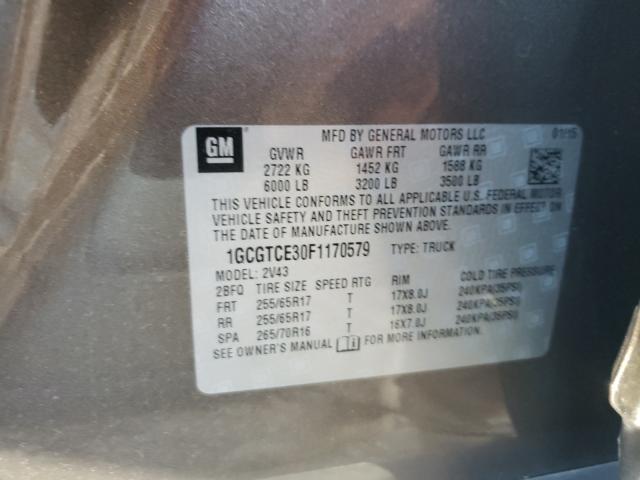 GM
MFD BY GENERAL MOTORS LLC 01/15
GVWR GAWR FRT GAWR RR
2722 KG 1452 KG 1588 KG
6000 LB 3200 LB 3500 LB
THIS VEHICLE CONFORMS TO ALL APPLICABLE U.S. FEDERAL MOTOR
VEHICLE SAFETY AND THEFT PREVENTION STANDARDS IN EFFECT ON
THE DATE OF MANUFACTURE SHOWN ABOVE.
1GCGTCE30F1170579 TYPE: TRUCK
MODEL: 2V43
2BFQ TIRE SIZE SPEED RTG RIM COLD TIRE PRESSURE
FRT 255/65R17 T 17X8.0J 240KPA(35PSI)
RR 255/65R17 T 17X8.0J 240KPA(35PSI)
SPA 265/70R16 T 16X7.0J 240KPA(35PSI)
SEE OWNER'S MANUAL FOR MORE INFORMATION.